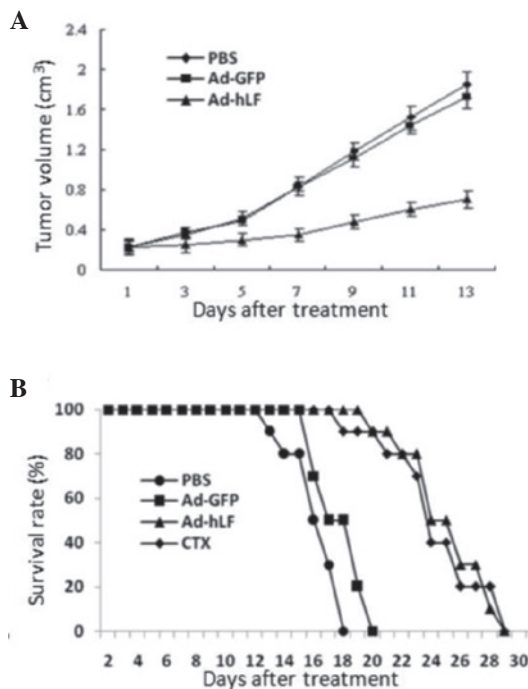 A
Tumor volume (cm³)
2.4
2
1.6
1.2
0.8
0.4
0
PBS
Ad-GFP
Ad-hLF
1 3 5 7 9 11 13
Days after treatment
B
Survival rate (%)
100
80
60
40
20
0
PBS
Ad-GFP
Ad-hLF
CTX
2 4 6 8 10 12 14 16 18 20 22 24 26 28 30
Days after treatment